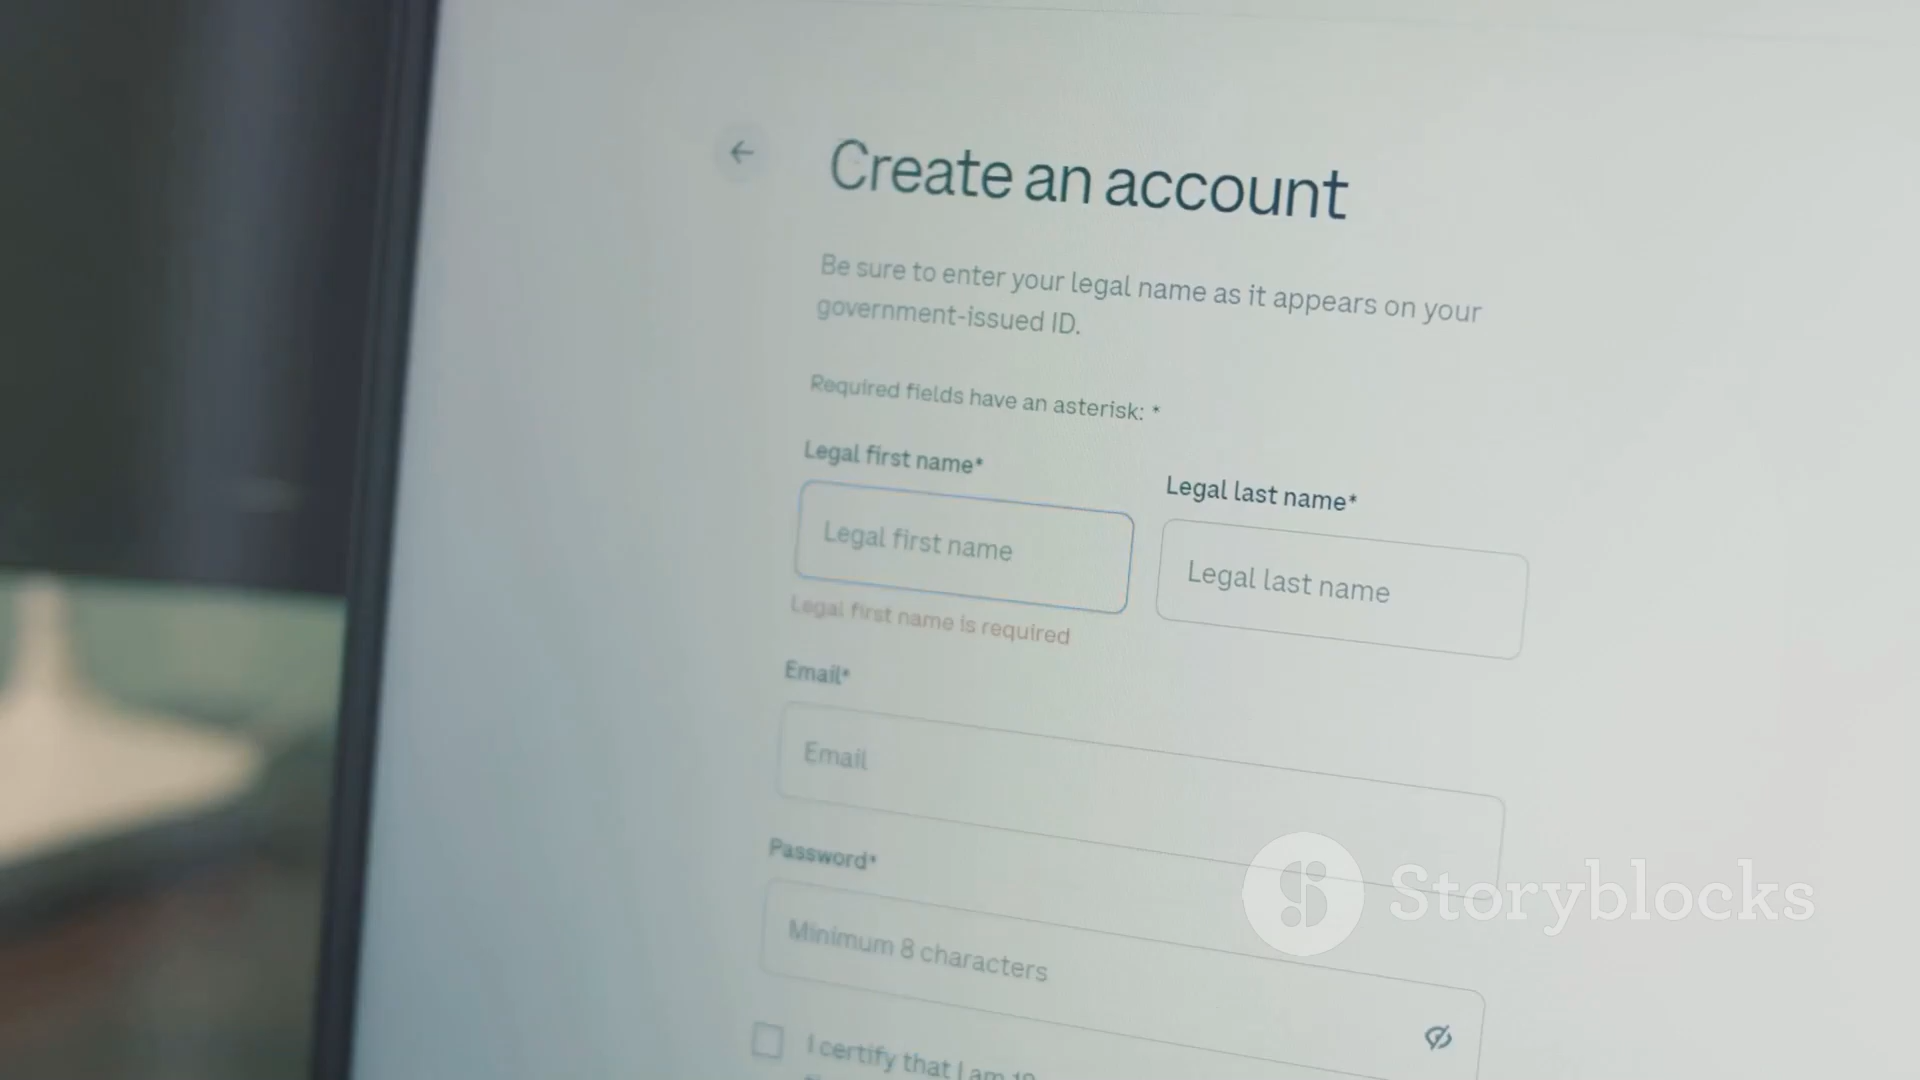 Create an account
Be sure to enter your legal name as it appears on your
government-issued ID.
Required fields have an asterisk: *
Legal first name*
Legal last name*
Legal first name
Legal last name
Legal first name is required
Email*
Email
Password*
Minimum 8 characters
I certify that I am
Storyblocks